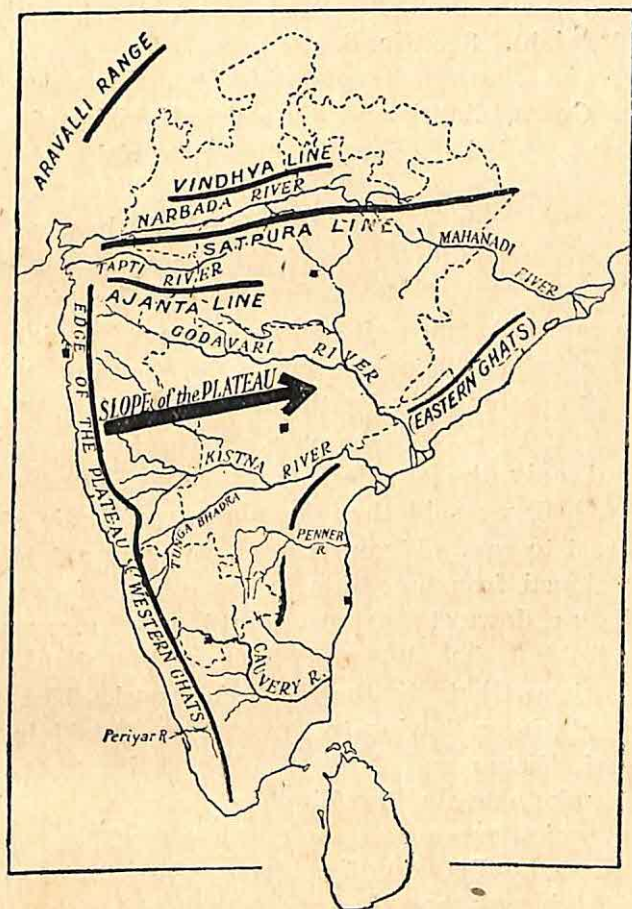 ARAVALLI RANGE
VINDHYA LINE
NARBADA RIVER
SATPURA LINE
MAHANADI RIVER
TAPTI RIVER
AJANTA LINE
GODAVARI RIVER
EDGE OF THE PLATEAU (WESTERN GHATS)
(EASTERN GHATS)
SLOPE of the PLATEAU
KISTNA RIVER
TUNGA BHADRA
PENNER
R.
CAUVERY R.
Periyar R